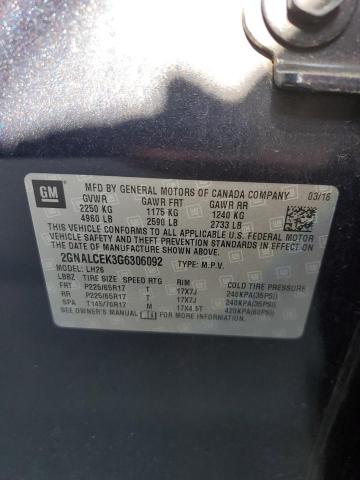 GM
MFD BY GENERAL MOTORS OF CANADA COMPANY 03/16
GVWR GAWR FRT GAWR RR
2250 KG 1175 KG 1240 KG
4960 LB 2590 LB 2733 LB
THIS VEHICLE CONFORMS TO ALL APPLICABLE U.S. FEDERAL MOTOR
VEHICLE SAFETY AND THEFT PREVENTION STANDARDS IN
EFFECT ON THE DATE OF MANUFACTURE SHOWN ABOVE.
2GNALCEK3G6306092 TYPE: M.P.V.
MODEL: LH26
LBBZ TIRE SIZE SPEED RTG RIM COLD TIRE PRESSURE
FRT P225/65R17 T 17X7J 240KPA(35PSI)
RR P225/65R17 T 17X7J 240KPA(35PSI)
SPA T145/70R17 M 17X4.5T 420KPA(60PSI)
SEE OWNER'S MANUAL FOR ADDITIONAL INFORMATION.